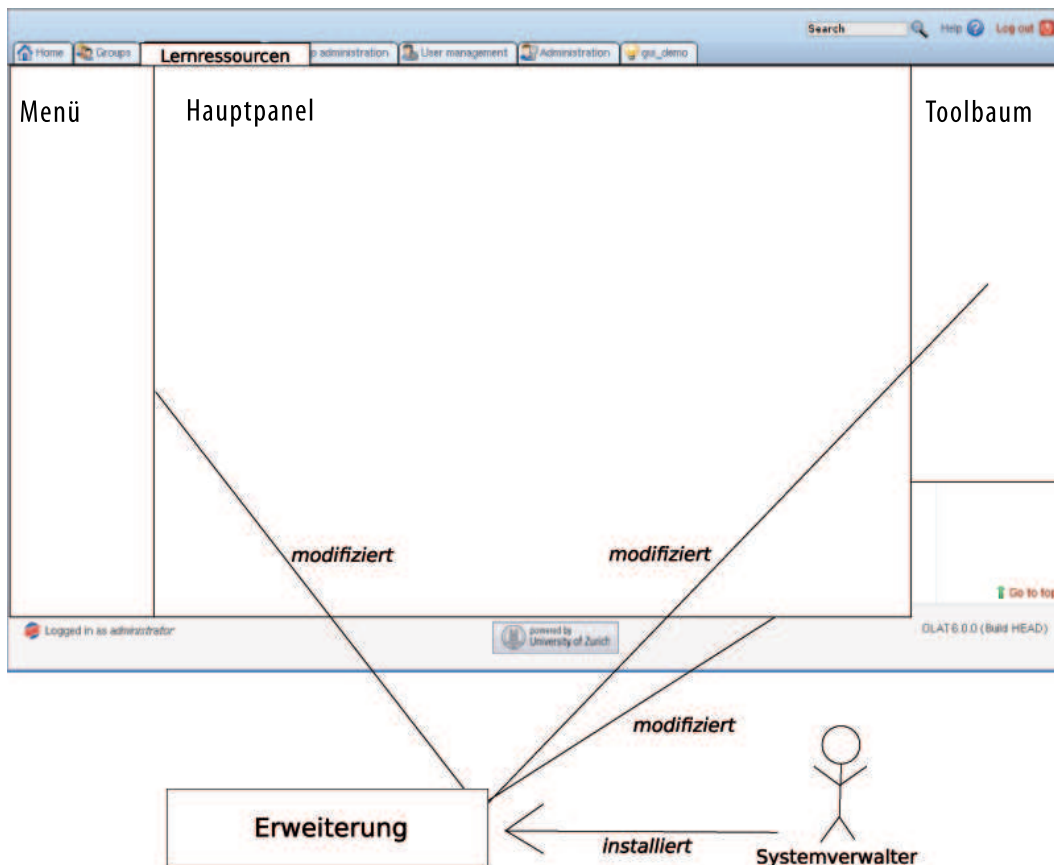 Search Help Log out
Home Groups Lernressourcen p administration User management Administration gui_demo
Menü Hauptpanel Toolbaum
modifiziert modifiziert
Go to top
Logged in as administrator powered by OLAT 6.0.0 (Build HEAD)
University of Zurich
modifiziert
Erweiterung
installiert
Systemverwalter